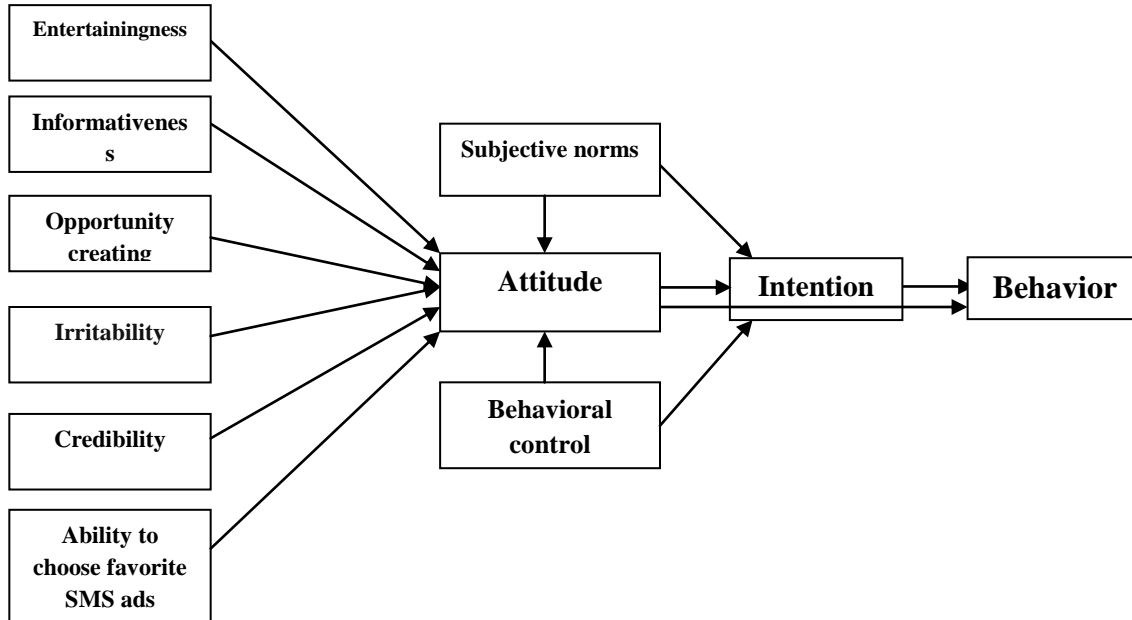 Entertainingness
Informativenes
s
Opportunity
creating
Irritability
Credibility
Ability to
choose favorite
SMS ads
Subjective norms
Attitude
Behavioral
control
Intention
Behavior